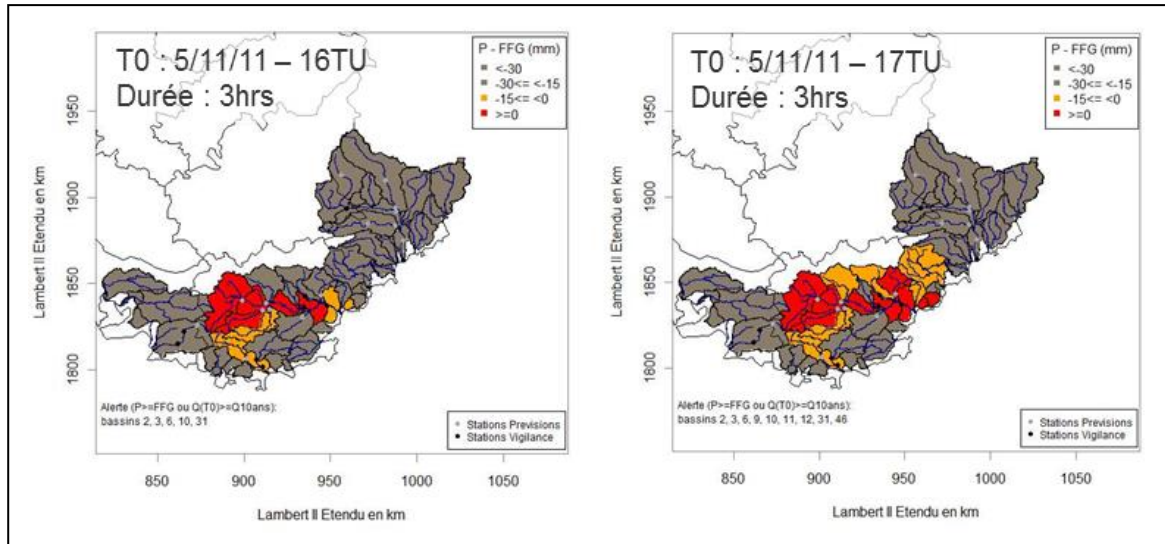 T0 : 5/11/11 – 16TU
Durée : 3hrs
P - FFG (mm)
<-30
-30<= <-15
-15<= <0
>=0
1950
1900
1850
1800
Lambert II Etendu en km
Alerte (P>=FFG ou Q(T0)>=Q10ans):
bassins 2, 3, 6, 10, 31
Stations Previsions
Stations Vigilance
850
900
950
1000
1050
Lambert II Etendu en km
T0 : 5/11/11 – 17TU
Durée : 3hrs
P - FFG (mm)
<-30
-30<= <-15
-15<= <0
>=0
1950
1900
1850
1800
Lambert II Etendu en km
Alerte (P>=FFG ou Q(T0)>=Q10ans):
bassins 2, 3, 6, 9, 10, 11, 12, 31, 46
Stations Previsions
Stations Vigilance
850
900
950
1000
1050
Lambert II Etendu en km